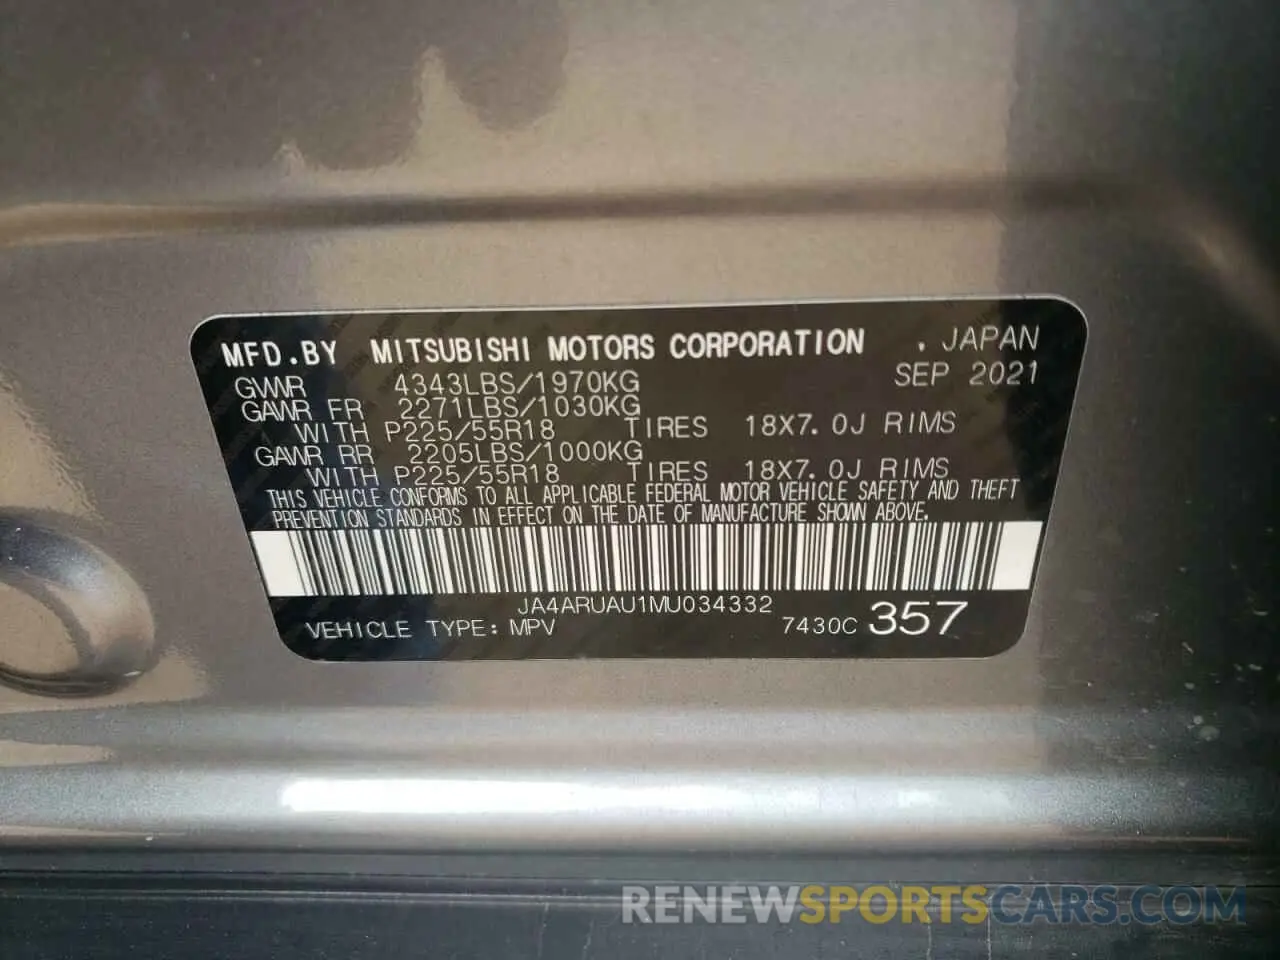 MFD.BY MITSUBISHI MOTORS CORPORATION , JAPAN
GVWR 4343LBS/1970KG SEP 2021
GAWR FR 2271LBS/1030KG
WITH P225/55R18 TIRES 18X7.0J RIMS
GAWR RR 2205LBS/1000KG
WITH P225/55R18 TIRES 18X7.0J RIMS
THIS VEHICLE CONFORMS TO ALL APPLICABLE FEDERAL MOTOR VEHICLE SAFETY AND THEFT
PREVENTION STANDARDS IN EFFECT ON THE DATE OF MANUFACTURE SHOWN ABOVE.
JA4ARUAU1MU034332
VEHICLE TYPE: MPV 7430C 357
RENEWSPORTSCARS.COM